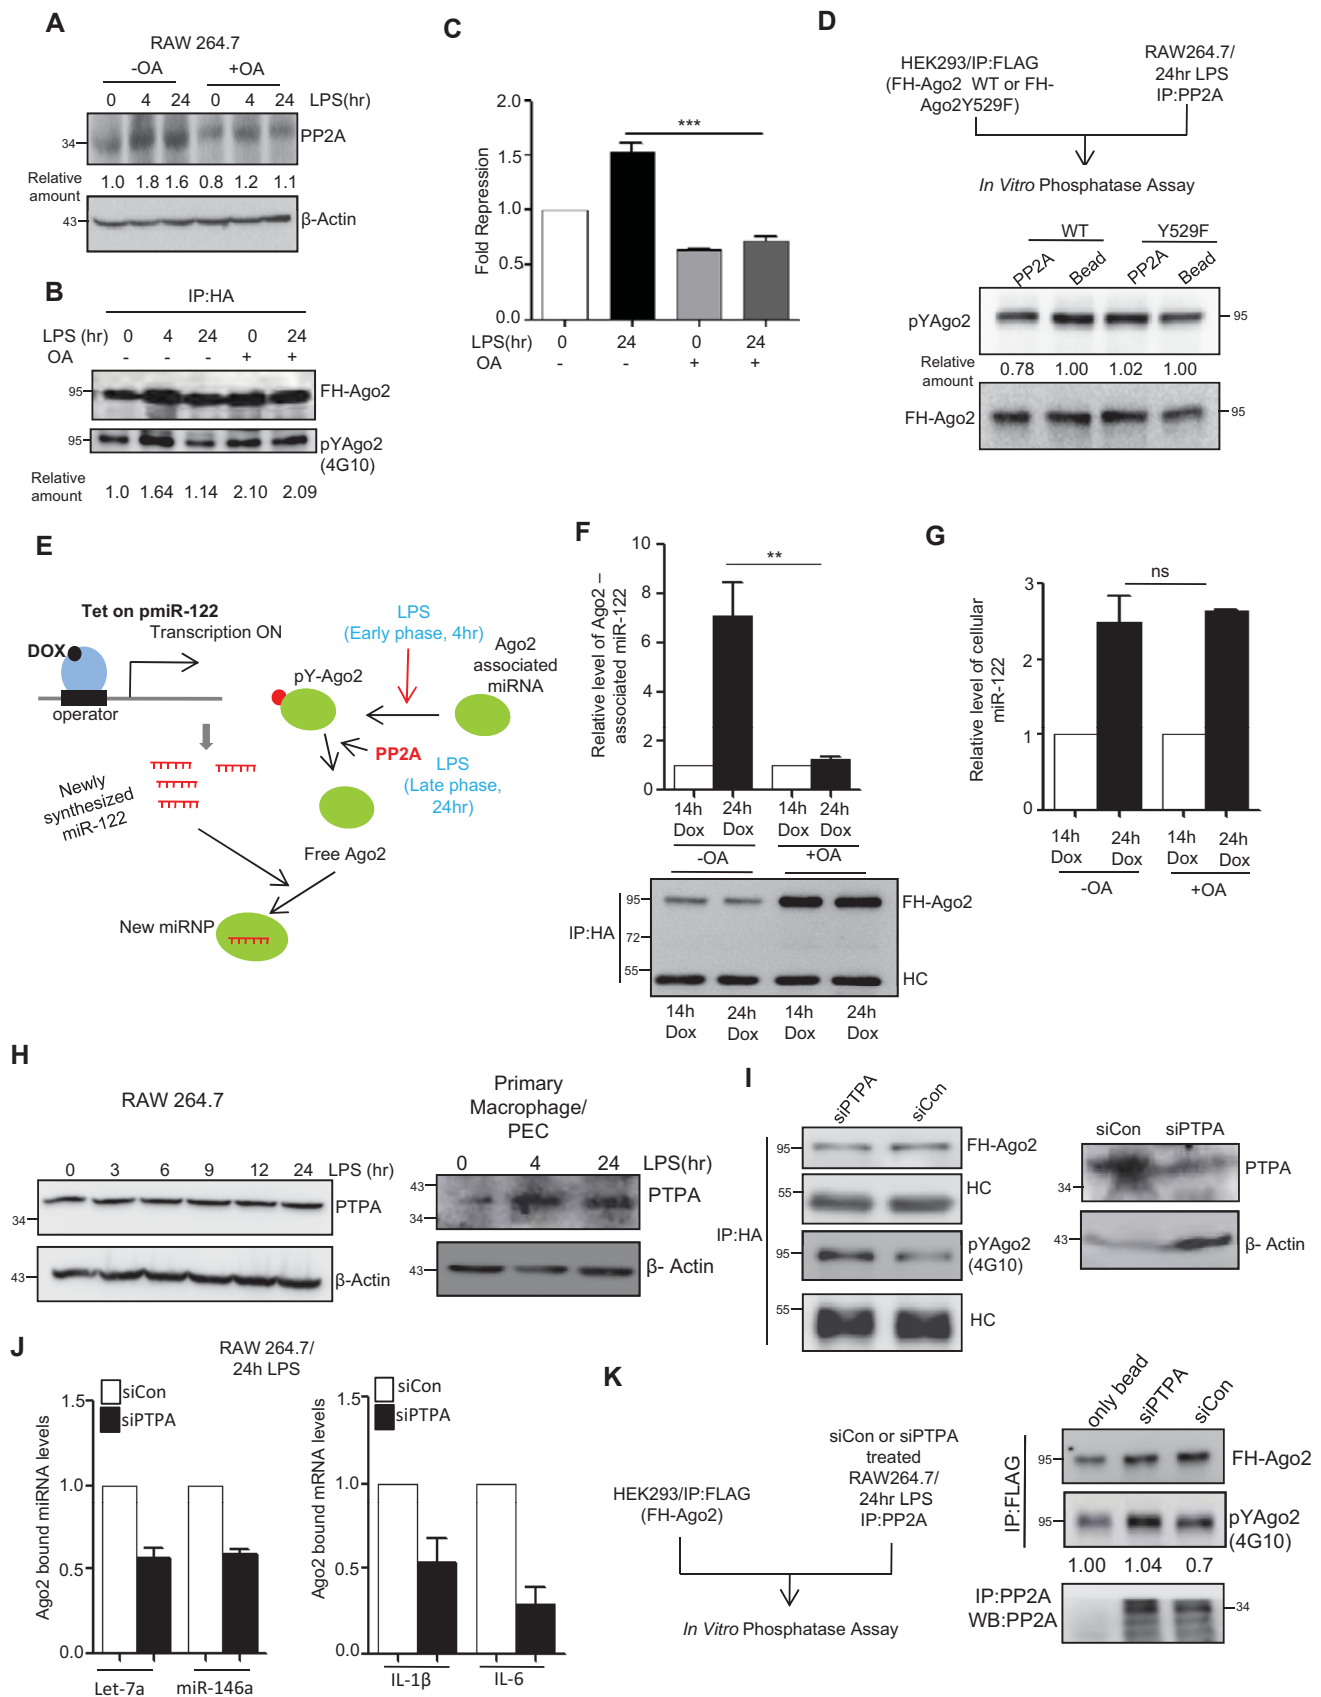 A
RAW 264.7
-OA +OA
0 4 24 0 4 24 LPS(hr)
34 PP2A
Relative amount 1.0 1.8 1.6 0.8 1.2 1.1
43 β-Actin
B
IP:HA
LPS (hr) 0 4 24 0 24
OA - - - + +
95 FH-Ago2
95 pYAgo2
(4G10)
Relative amount 1.0 1.64 1.14 2.10 2.09
C
Fold Repression
2.0
1.5
1.0
0.5
0.0
***
LPS(hr) 0 24 0 24
OA - - + +
D
HEK293/IP:FLAG
(FH-Ago2 WT or FH-
Ago2Y529F)
RAW264.7/
24hr LPS
IP:PP2A
In Vitro Phosphatase Assay
WT Y529F
PP2A Bead PP2A Bead
pYAgo2 95
Relative amount 0.78 1.00 1.02 1.00
FH-Ago2 95
E
Tet on pmiR-122
Transcription ON
DOX
operator
Newly
synthesized
miR-122
LPS
(Early phase, 4hr)
pY-Ago2
Ago2
associated
miRNA
PP2A
LPS
(Late phase,
24hr)
Free Ago2
New miRNP
F
Relative level of Ago2 –
associated miR-122
10
8
6
4
2
0
**
14h Dox 24h Dox 14h Dox 24h Dox
-OA +OA
IP:HA
95 FH-Ago2
72
55 HC
14h Dox 24h Dox 14h Dox 24h Dox
G
Relative level of cellular
miR-122
3
2
1
0
ns
14h Dox 24h Dox 14h Dox 24h Dox
-OA +OA
H
RAW 264.7
0 3 6 9 12 24 LPS (hr)
34 PTPA
43 β-Actin
Primary
Macrophage/
PEC
0 4 24 LPS(hr)
43
34 PTPA
43 β- Actin
I
siPTPA siCon
IP:HA
95 FH-Ago2
55 HC
95 pYAgo2
(4G10)
55 HC
siCon siPTPA
34 PTPA
43 β- Actin
J
RAW 264.7/
24h LPS
siCon
siPTPA
Ago2 bound miRNA levels
1.5
1.0
0.5
0.0
Let-7a miR-146a
siCon
siPTPA
Ago2 bound mRNA levels
1.5
1.0
0.5
0.0
IL-1β IL-6
K
HEK293/IP:FLAG
(FH-Ago2)
siCon or siPTPA
treated
RAW264.7/
24hr LPS
IP:PP2A
In Vitro Phosphatase Assay
only bead siPTPA siCon
IP:FLAG
95 FH-Ago2
95 pYAgo2
(4G10)
1.00 1.04 0.7
IP:PP2A
WB:PP2A 34